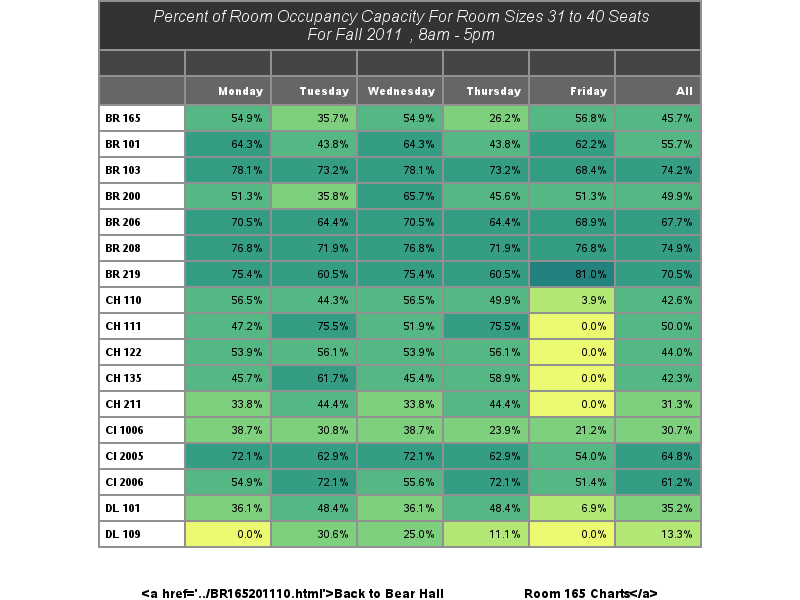 Percent of Room Occupancy Capacity For Room Sizes 31 to 40 Seats
For Fall 2011 , 8am - 5pm
Monday Tuesday Wednesday Thursday Friday All
BR 165 54.9% 35.7% 54.9% 26.2% 56.8% 45.7%
BR 101 64.3% 43.8% 64.3% 43.8% 62.2% 55.7%
BR 103 78.1% 73.2% 78.1% 73.2% 68.4% 74.2%
BR 200 51.3% 35.8% 65.7% 45.6% 51.3% 49.9%
BR 206 70.5% 64.4% 70.5% 64.4% 68.9% 67.7%
BR 208 76.8% 71.9% 76.8% 71.9% 76.8% 74.9%
BR 219 75.4% 60.5% 75.4% 60.5% 81.0% 70.5%
CH 110 56.5% 44.3% 56.5% 49.9% 3.9% 42.6%
CH 111 47.2% 75.5% 51.9% 75.5% 0.0% 50.0%
CH 122 53.9% 56.1% 53.9% 56.1% 0.0% 44.0%
CH 135 45.7% 61.7% 45.4% 58.9% 0.0% 42.3%
CH 211 33.8% 44.4% 33.8% 44.4% 0.0% 31.3%
CI 1006 38.7% 30.8% 38.7% 23.9% 21.2% 30.7%
CI 2005 72.1% 62.9% 72.1% 62.9% 54.0% 64.8%
CI 2006 54.9% 72.1% 55.6% 72.1% 51.4% 61.2%
DL 101 36.1% 48.4% 36.1% 48.4% 6.9% 35.2%
DL 109 0.0% 30.6% 25.0% 11.1% 0.0% 13.3%
<a href='../BR165201110.html'>Back to Bear Hall Room 165 Charts</a>